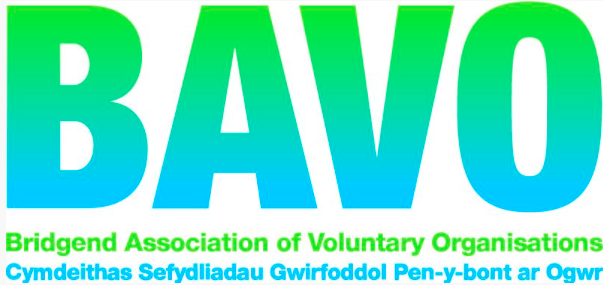 BAVO
Bridgend Association of Voluntary Organisations
Cymdeithas Sefydliadau Gwirfoddol Pen-y-bont ar Ogwr